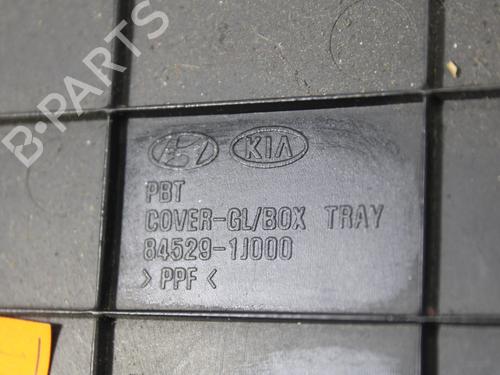 B-PARTS
KIA
PBT
COVER-GL/BOX TRAY
84529-1J000
> PPF <